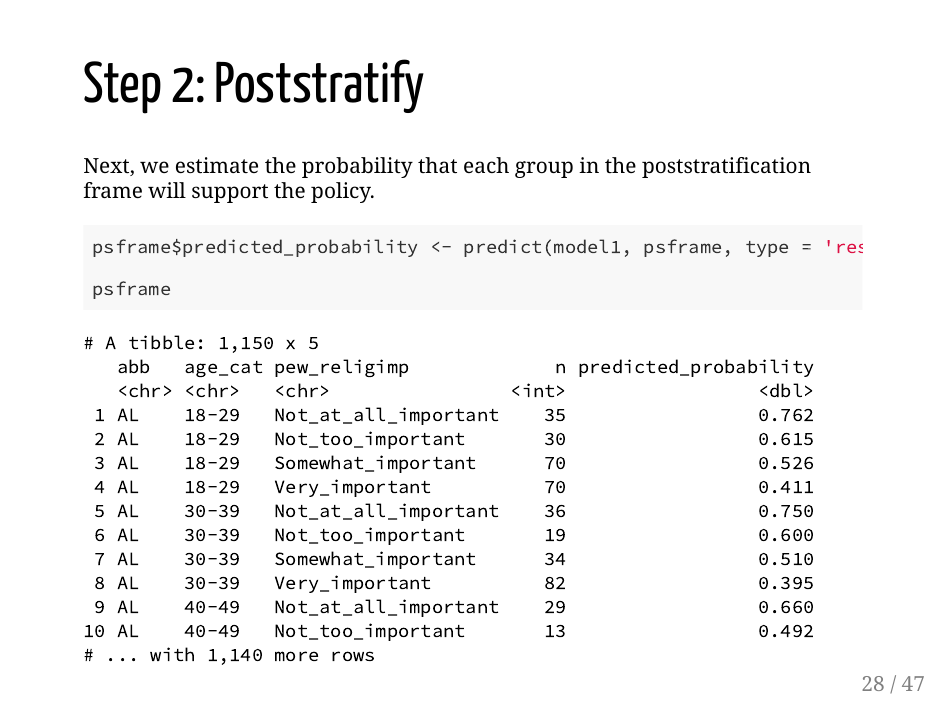 Step 2: Poststratify
Next, we estimate the probability that each group in the poststratification
frame will support the policy.
psframe$predicted_probability <- predict(model1, psframe, type = 'res
psframe
# A tibble: 1,150 x 5
   abb   age_cat pew_religimp             n predicted_probability
   <chr> <chr>   <chr>                <int>                 <dbl>
 1 AL    18-29   Not_at_all_important    35                 0.762
 2 AL    18-29   Not_too_important       30                 0.615
 3 AL    18-29   Somewhat_important      70                 0.526
 4 AL    18-29   Very_important          70                 0.411
 5 AL    30-39   Not_at_all_important    36                 0.750
 6 AL    30-39   Not_too_important       19                 0.600
 7 AL    30-39   Somewhat_important      34                 0.510
 8 AL    30-39   Very_important          82                 0.395
 9 AL    40-49   Not_at_all_important    29                 0.660
10 AL    40-49   Not_too_important       13                 0.492
# ... with 1,140 more rows
28 / 47